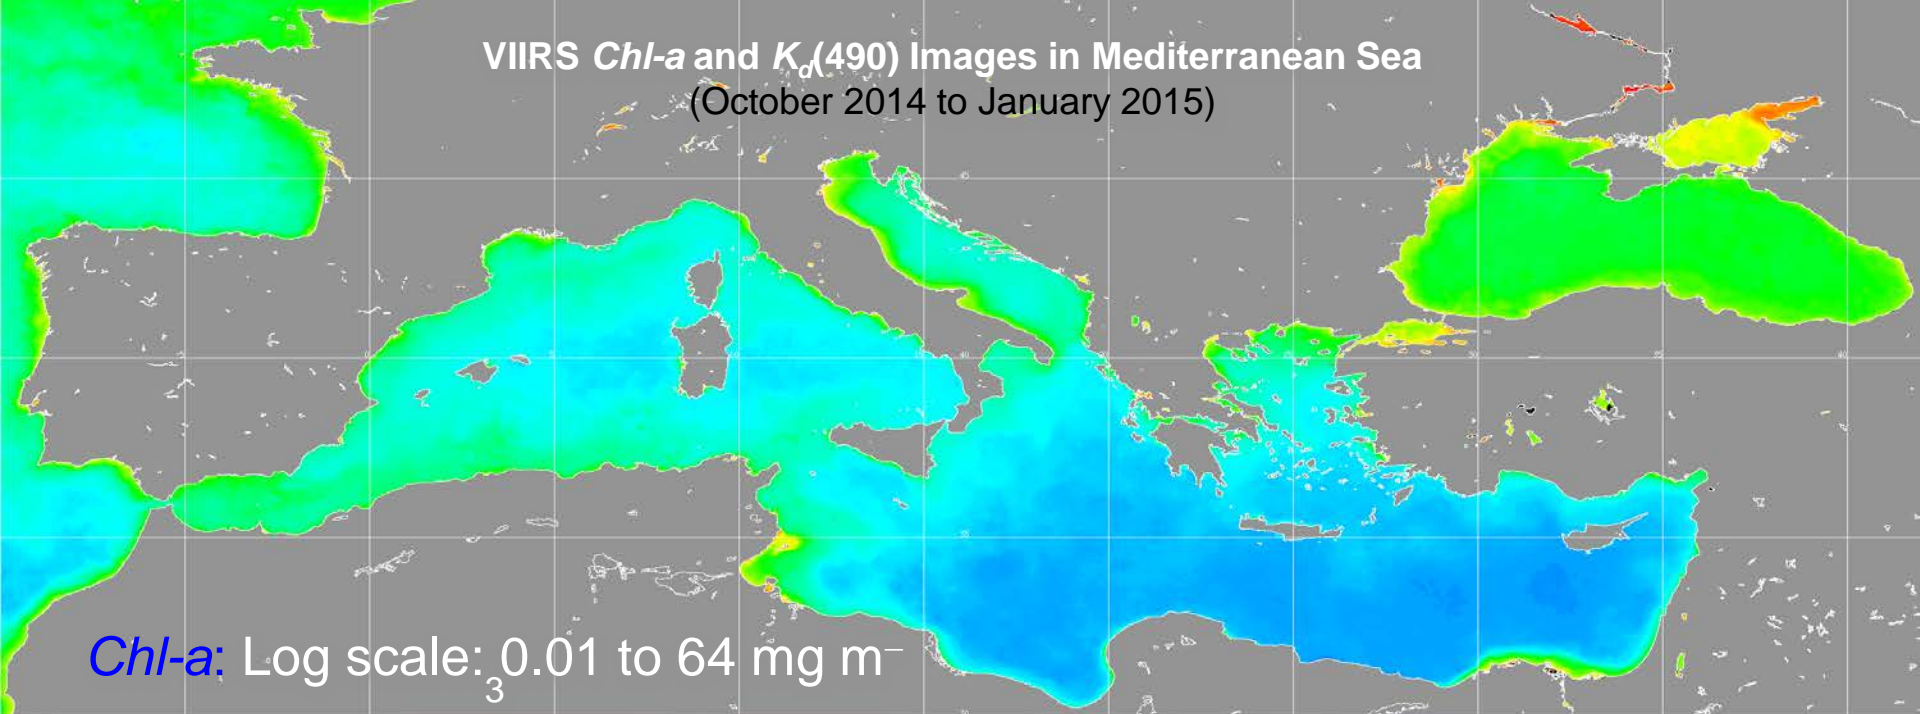 VIIRS Chl-a and Kd(490) Images in Mediterranean Sea
(October 2014 to January 2015)
Chl-a: Log scale: 0.01 to 64 mg m–
3